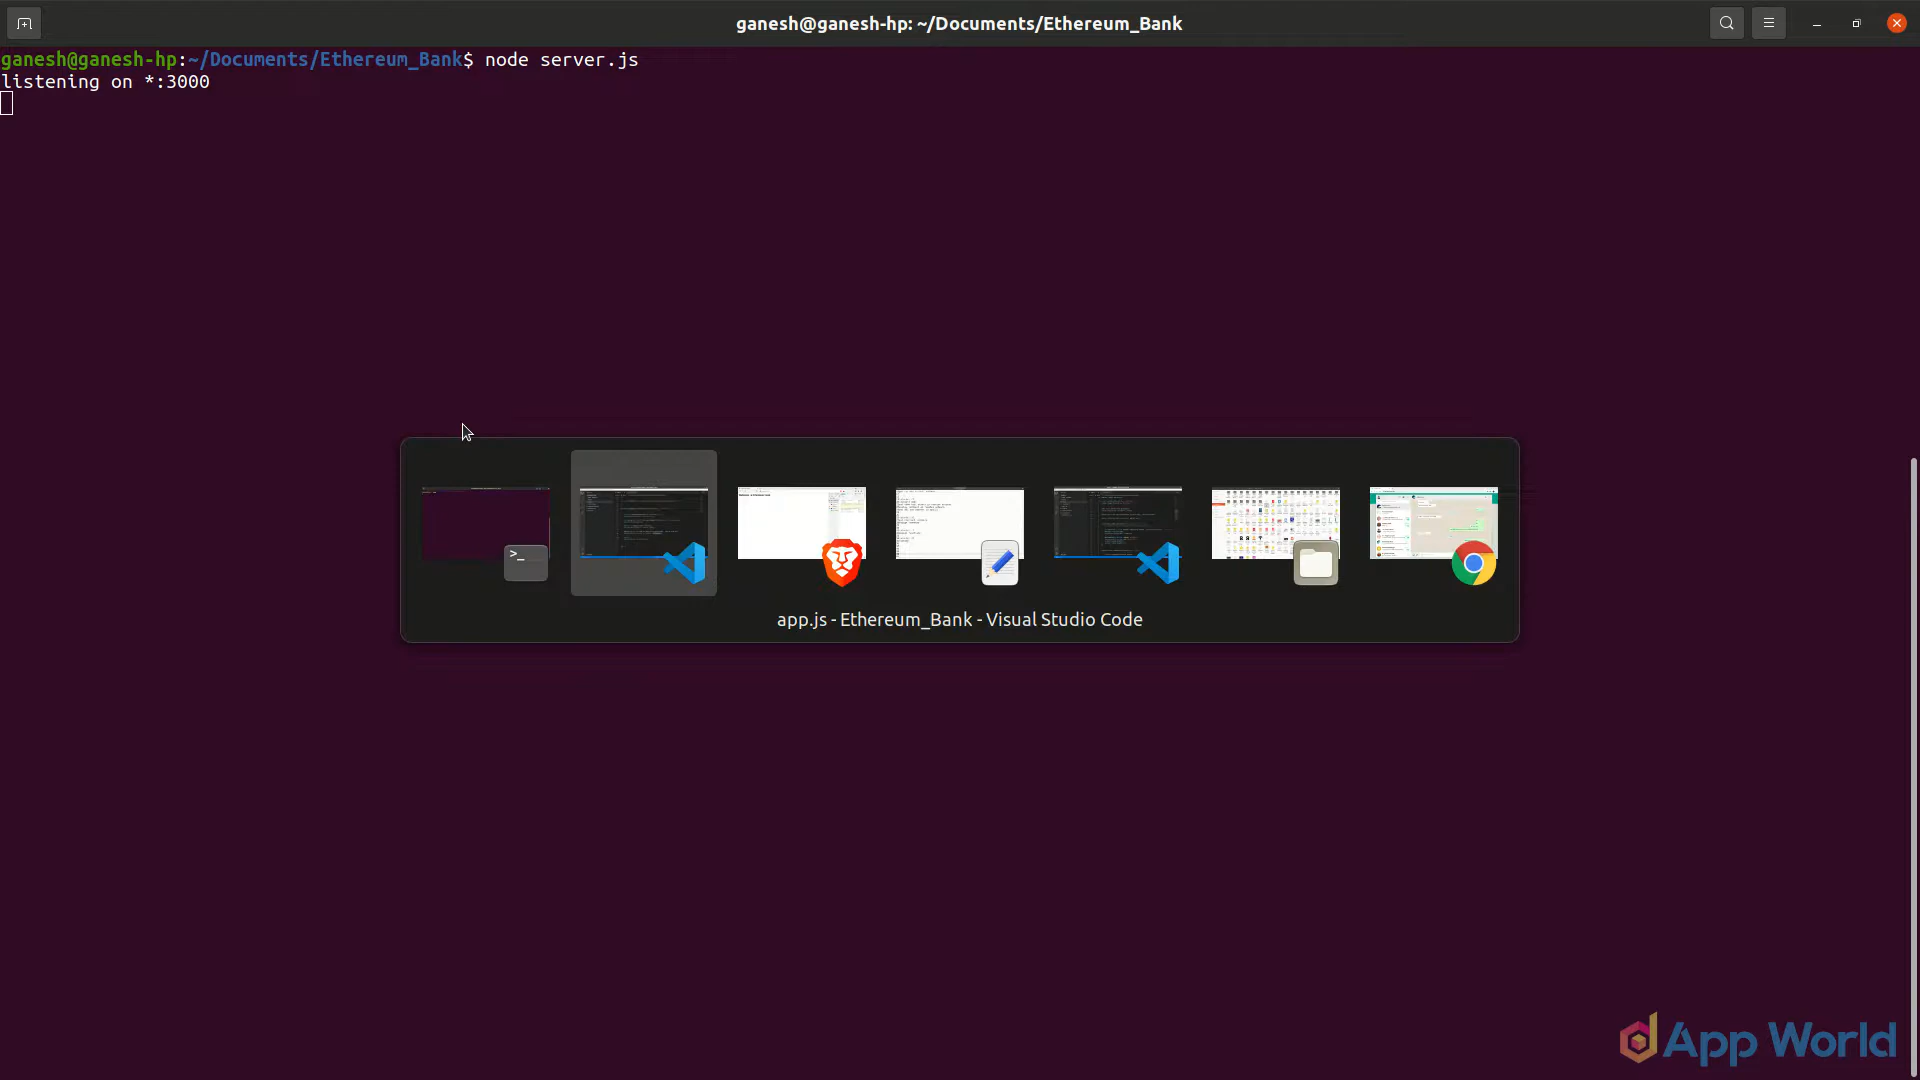 ganesh@ganesh-hp: ~/Documents/Ethereum_Bank
ganesh@ganesh-hp:~/Documents/Ethereum_Bank$ node server.js
listening on *:3000
>_
app.js - Ethereum_Bank - Visual Studio Code
App World